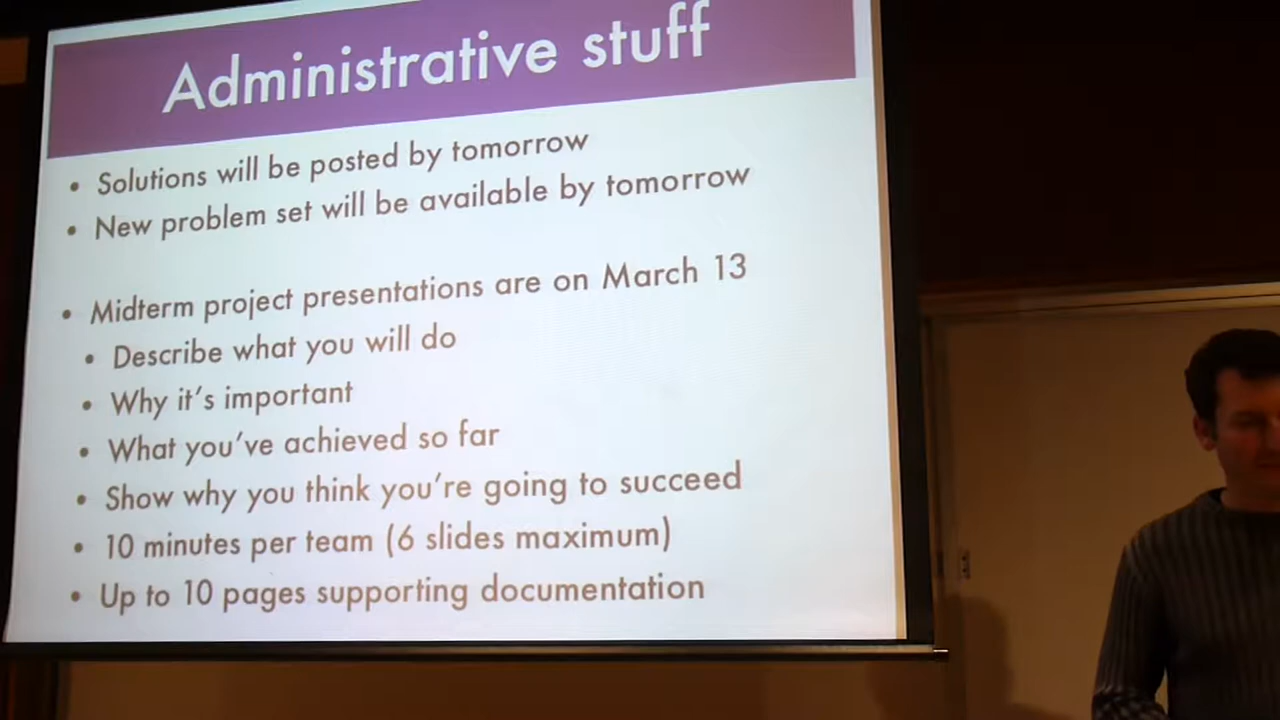 Administrative stuff
• Solutions will be posted by tomorrow
• New problem set will be available by tomorrow
• Midterm project presentations are on March 13
• Describe what you will do
• Why it's important
• What you've achieved so far
• Show why you think you're going to succeed
• 10 minutes per team (6 slides maximum)
• Up to 10 pages supporting documentation